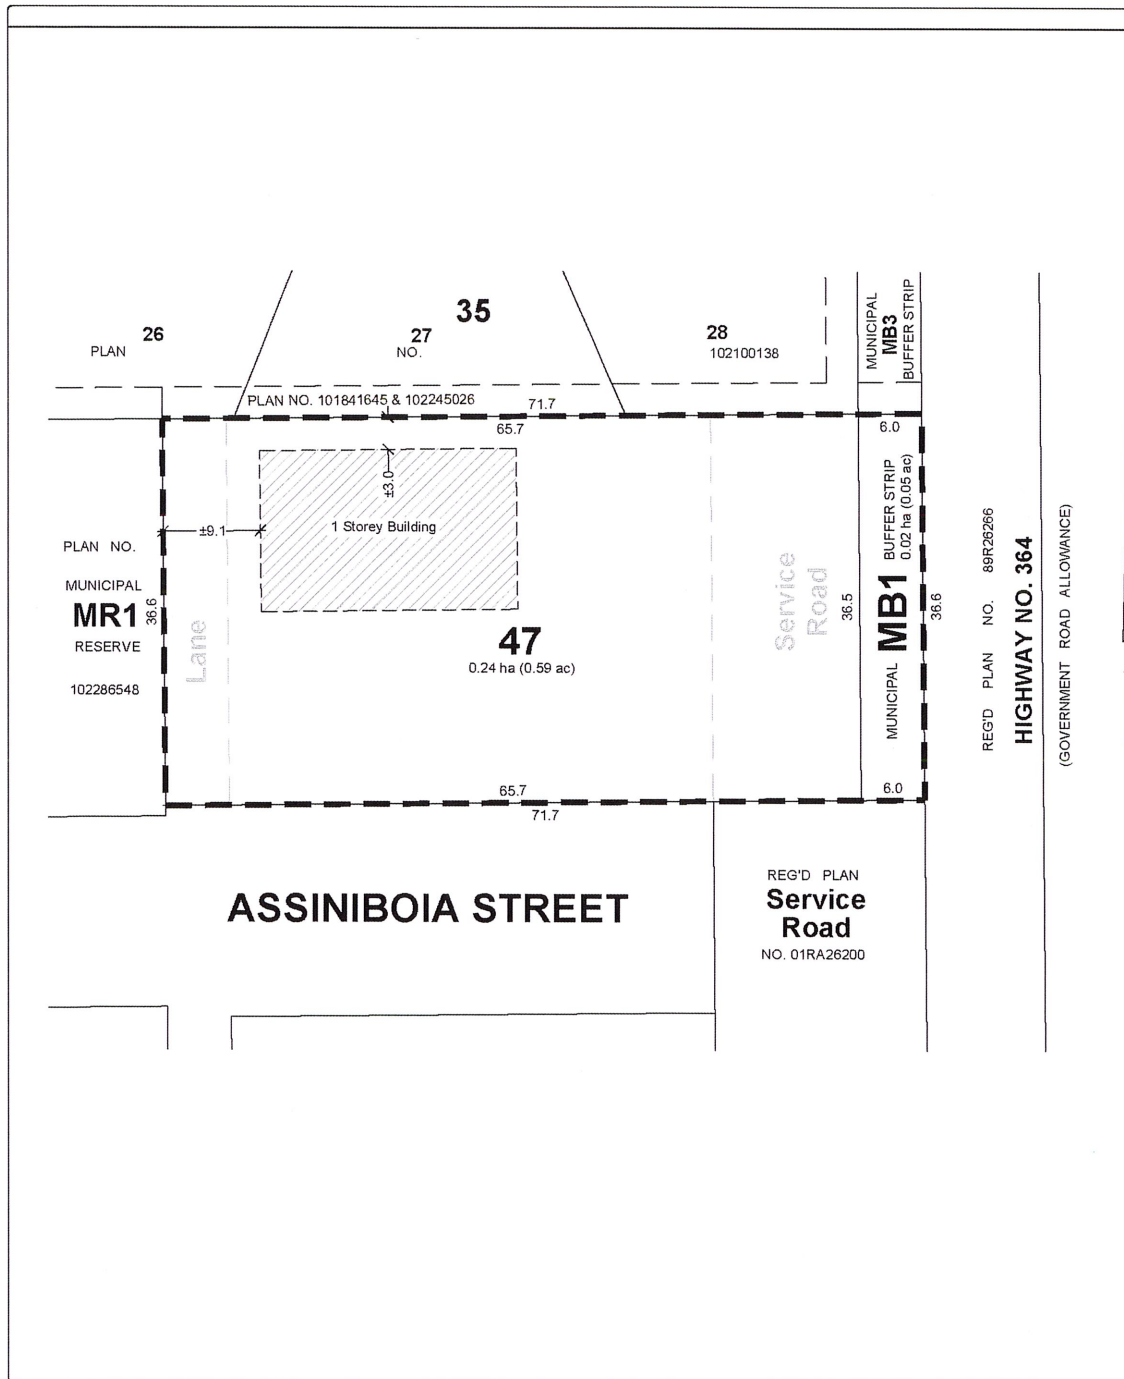 35
26
27
28
PLAN
NO.
102100138
MUNICIPAL
MB3
BUFFER STRIP
PLAN NO. 101841645 & 102245026
71.7
65.7
6.0
±3.0
±9.1
1 Storey Building
PLAN NO.
MUNICIPAL
MR1
RESERVE
102286548
36.6
Lane
47
0.24 ha (0.59 ac)
Service
Road
36.5
MUNICIPAL MB1 BUFFER STRIP
0.02 ha (0.05 ac)
36.6
REG'D PLAN NO. 89R26266
HIGHWAY NO. 364
(GOVERNMENT ROAD ALLOWANCE)
65.7
6.0
71.7
ASSINIBOIA STREET
REG'D PLAN
Service
Road
NO. 01RA26200